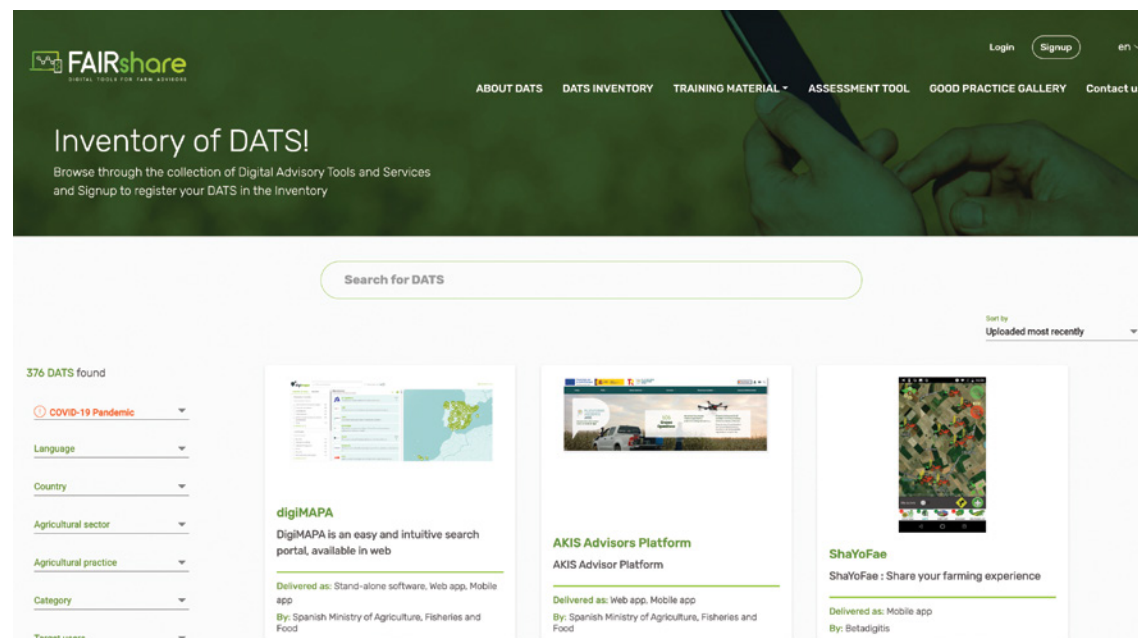 FAIRshare
DIGITAL TOOLS FOR FARM ADVISORS
Login
Signup
en
ABOUT DATS
DATS INVENTORY
TRAINING MATERIAL
ASSESSMENT TOOL
GOOD PRACTICE GALLERY
Contact u
Inventory of DATS!
Browse through the collection of Digital Advisory Tools and Services
and Signup to register your DATS in the Inventory
Search for DATS
Sort by
Uploaded most recently
376 DATS found
COVID-19 Pandemic
Language
Country
Agricultural sector
Agricultural practice
Category
Target users
digiMAPA
DigiMAPA is an easy and intuitive search
portal, available in web
Delivered as: Stand-alone software, Web app, Mobile
app
By: Spanish Ministry of Agriculture, Fisheries and
Food
AKIS Advisors Platform
AKIS Advisor Platform
Delivered as: Web app, Mobile app
By: Spanish Ministry of Agriculture, Fisheries and
Food
ShaYoFae
ShaYoFae : Share your farming experience
Delivered as: Mobile app
By: Betadigitis